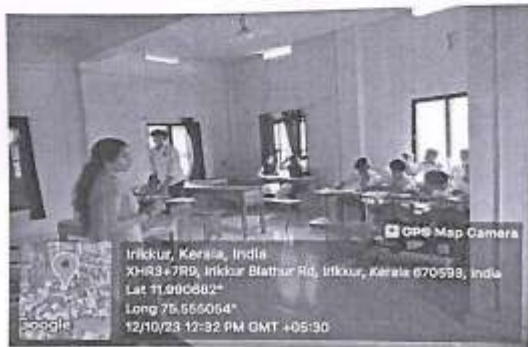 GPS Map Camera
Irikkur, Kerala, India
XHR3+7R9, Irikkur Blathur Rd, Irikkur, Kerala 670593, India
Lat 11.990682°
Long 75.555054°
12/10/23 12:32 PM GMT +05:30
Google